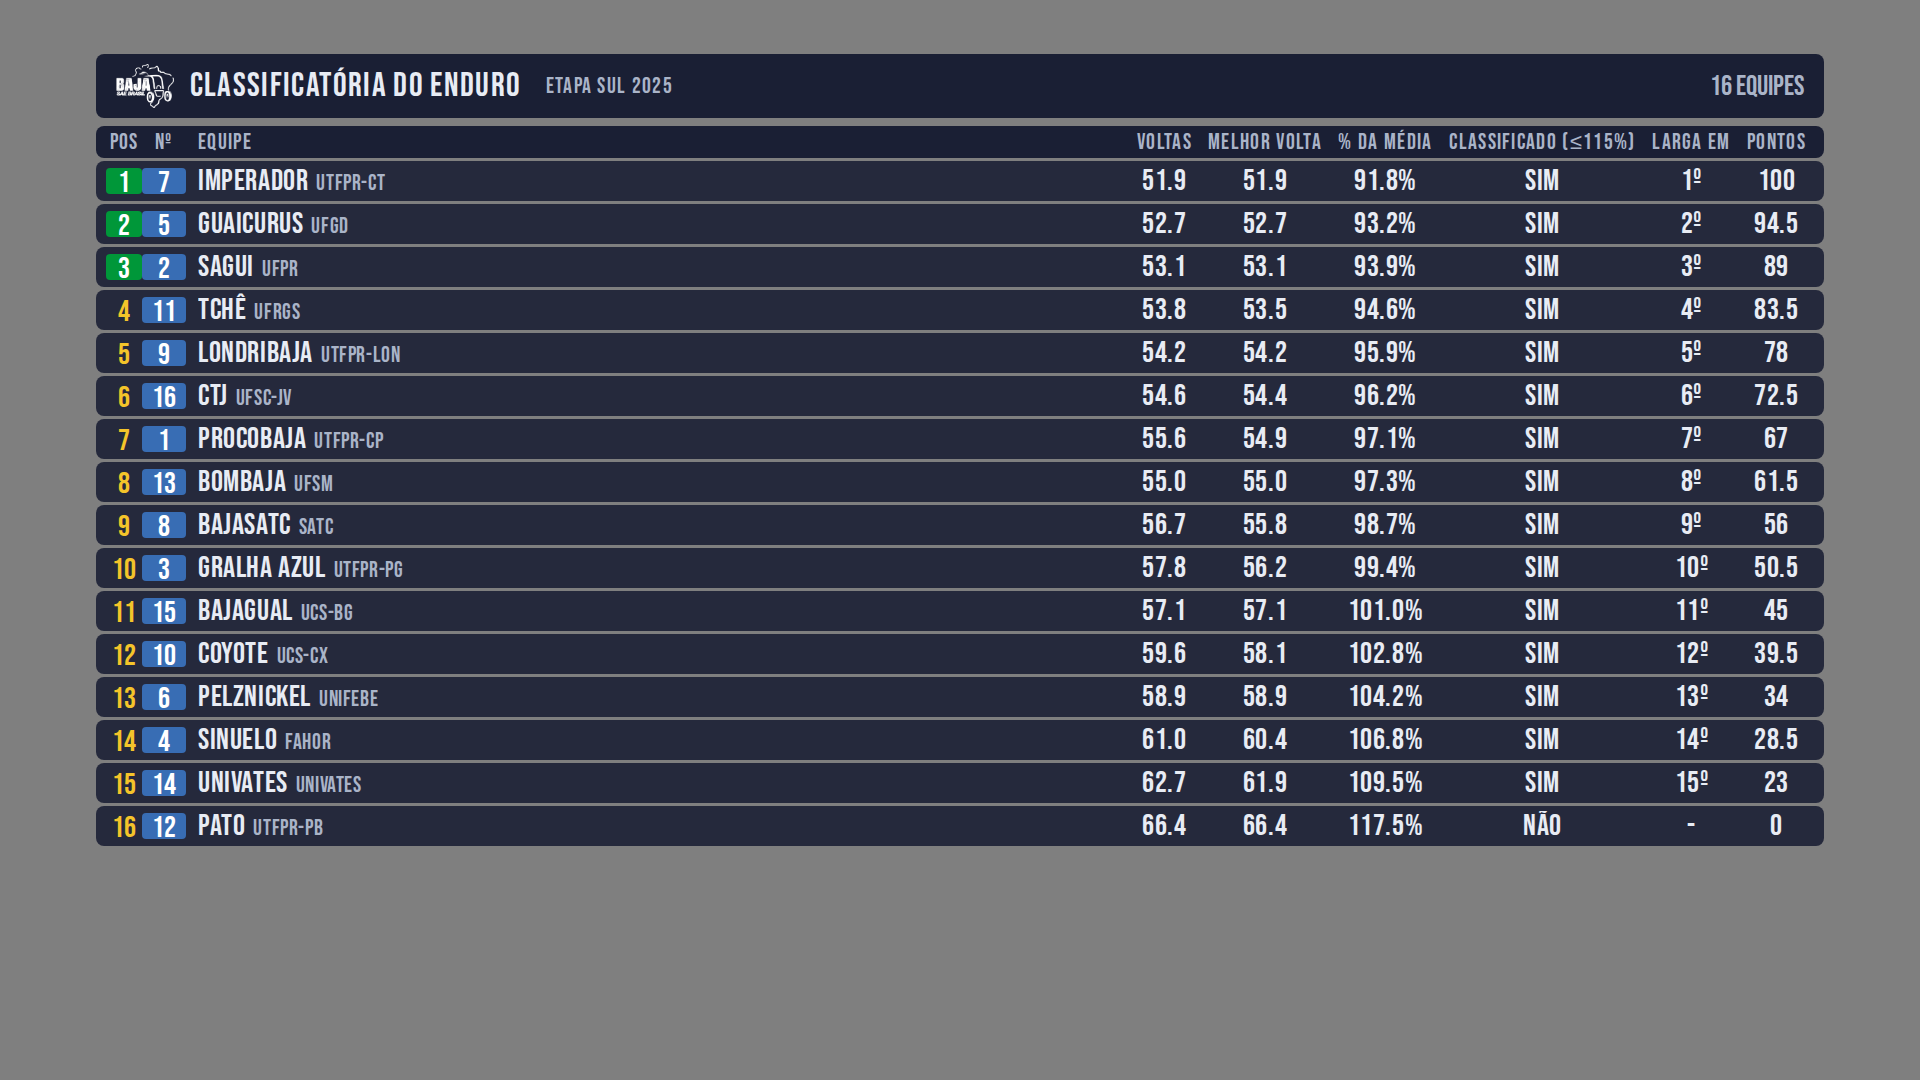 BAJA SAE BRASIL CLASSIFICATÓRIA DO ENDURO ETAPA SUL 2025 16 EQUIPES
POS Nº EQUIPE VOLTAS MELHOR VOLTA % DA MÉDIA CLASSIFICADO (≤115%) LARGA EM PONTOS
1 7 IMPERADOR UTFPR-CT 51.9 51.9 91.8% SIM 1º 100
2 5 GUAICURUS UFGD 52.7 52.7 93.2% SIM 2º 94.5
3 2 SAGUI UFPR 53.1 53.1 93.9% SIM 3º 89
4 11 TCHÊ UFRGS 53.8 53.5 94.6% SIM 4º 83.5
5 9 LONDRIBAJA UTFPR-LON 54.2 54.2 95.9% SIM 5º 78
6 16 CTJ UFSC-JV 54.6 54.4 96.2% SIM 6º 72.5
7 1 PROCOBAJA UTFPR-CP 55.6 54.9 97.1% SIM 7º 67
8 13 BOMBAJA UFSM 55.0 55.0 97.3% SIM 8º 61.5
9 8 BAJASATC SATC 56.7 55.8 98.7% SIM 9º 56
10 3 GRALHA AZUL UTFPR-PG 57.8 56.2 99.4% SIM 10º 50.5
11 15 BAJAGUAL UCS-BG 57.1 57.1 101.0% SIM 11º 45
12 10 COYOTE UCS-CX 59.6 58.1 102.8% SIM 12º 39.5
13 6 PELZNICKEL UNIFEBE 58.9 58.9 104.2% SIM 13º 34
14 4 SINUELO FAHOR 61.0 60.4 106.8% SIM 14º 28.5
15 14 UNIVATES UNIVATES 62.7 61.9 109.5% SIM 15º 23
16 12 PATO UTFPR-PB 66.4 66.4 117.5% NÃO - 0